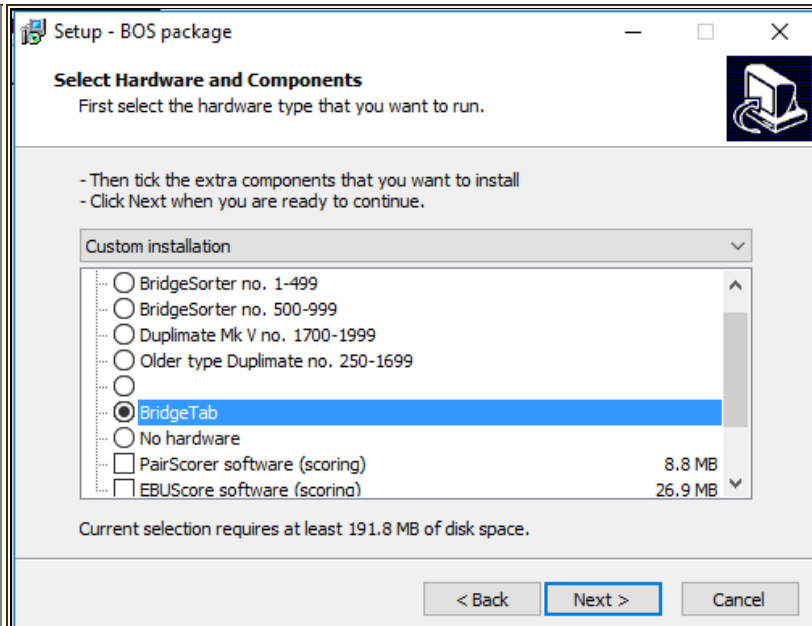 Setup - BOS package
Select Hardware and Components
First select the hardware type that you want to run.
- Then tick the extra components that you want to install
- Click Next when you are ready to continue.
Custom installation
BridgeSorter no. 1-499
BridgeSorter no. 500-999
Duplimate Mk V no. 1700-1999
Older type Duplimate no. 250-1699
BridgeTab
No hardware
PairScorer software (scoring) 8.8 MB
EBUScore software (scoring) 26.9 MB
Current selection requires at least 191.8 MB of disk space.
< Back Next > Cancel